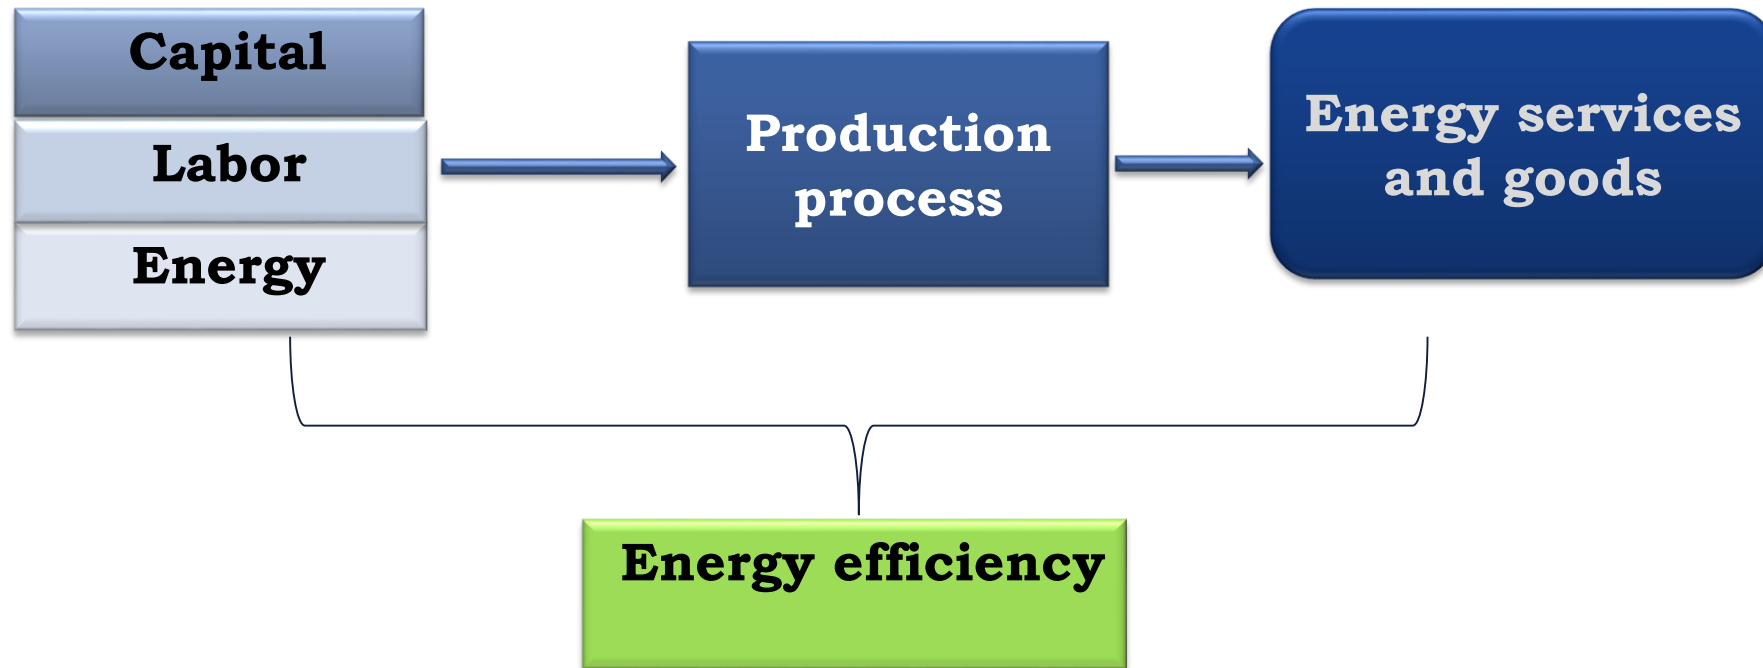 Capital
Labor
Energy
Production
process
Energy services
and goods
Energy efficiency